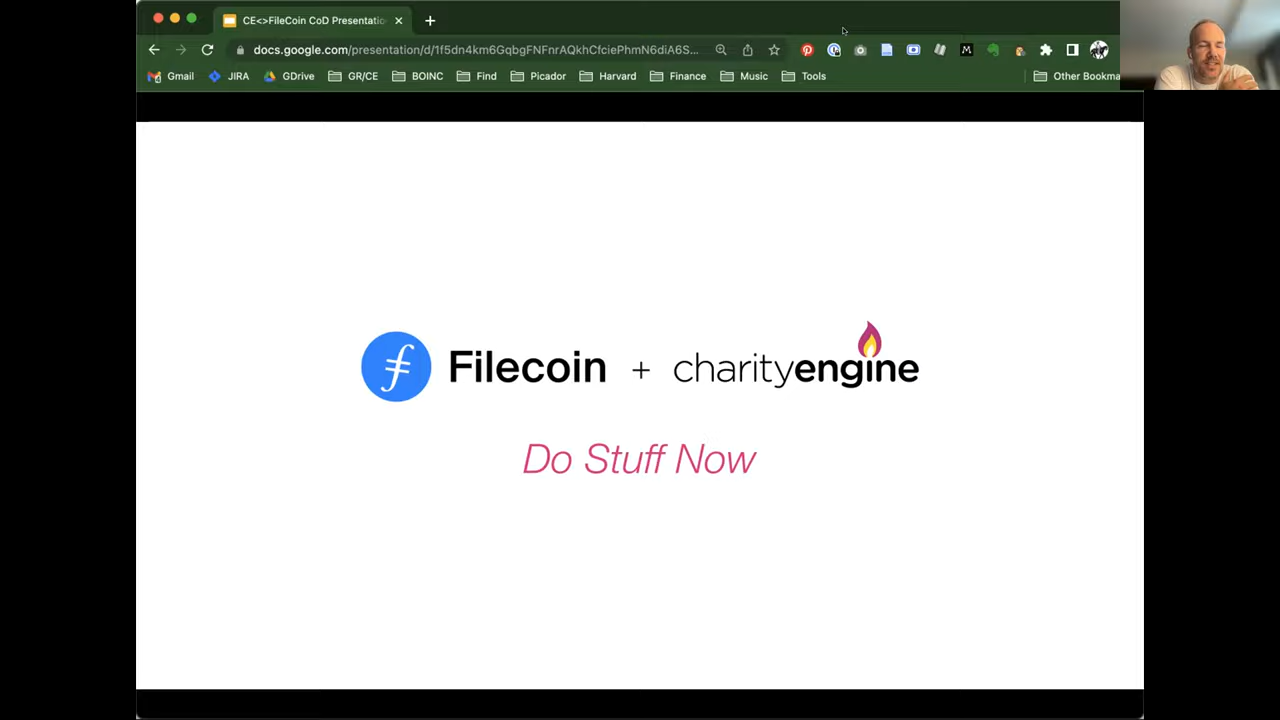 CE<>FileCoin CoD Presentatio
docs.google.com/presentation/d/1f5dn4km6GqbgFNFnrAQkhCfciePhmN6diA6S...
Gmail JIRA GDrive GR/CE BOINC Find Picador Harvard Finance Music Tools Other Bookma
M
Filecoin + charityengine
Do Stuff Now